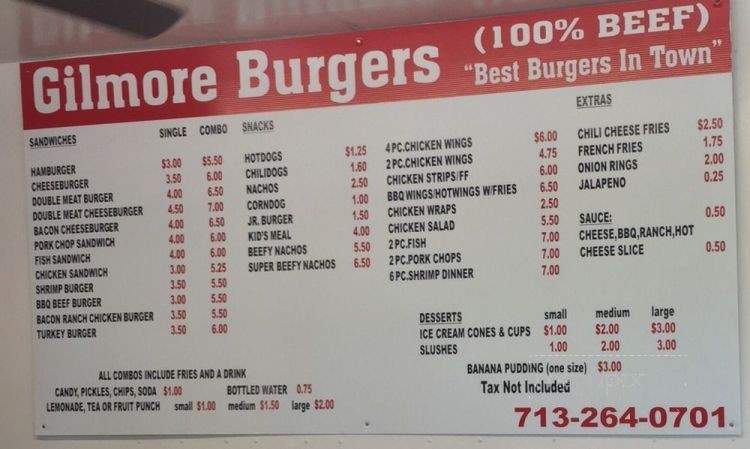 Gilmore Burgers
(100% BEEF)
"Best Burgers In Town"
SANDWICHES SINGLE COMBO
HAMBURGER $3.00 $5.50
CHEESEBURGER 3.50 6.00
DOUBLE MEAT BURGER 4.00 6.50
DOUBLE MEAT CHEESEBURGER 4.50 7.00
BACON CHEESEBURGER 4.00 6.50
PORK CHOP SANDWICH 4.00 6.00
FISH SANDWICH 4.00 6.00
CHICKEN SANDWICH 3.00 5.25
SHRIMP BURGER 3.50 5.50
BBQ BEEF BURGER 3.00 5.50
BACON RANCH CHICKEN BURGER 3.50 5.50
TURKEY BURGER 3.50 6.00
SNACKS
HOTDOGS $1.25
CHILIDOGS 1.60
NACHOS 2.50
CORNDOG 1.00
JR. BURGER 1.50
KID'S MEAL 4.00
BEEFY NACHOS 5.50
SUPER BEEFY NACHOS 6.50
4 PC.CHICKEN WINGS $6.00
2 PC.CHICKEN WINGS 4.75
CHICKEN STRIPS/FF 6.00
BBQ WINGS/HOTWINGS W/FRIES 6.50
CHICKEN WRAPS 2.50
CHICKEN SALAD 5.50
2 PC.FISH 7.00
2 PC.PORK CHOPS 7.00
6 PC.SHRIMP DINNER 7.00
EXTRAS
CHILI CHEESE FRIES $2.50
FRENCH FRIES 1.75
ONION RINGS 2.00
JALAPENO 0.25
SAUCE: 0.50
CHEESE,BBQ,RANCH,HOT
CHEESE SLICE 0.50
DESSERTS small medium large
ICE CREAM CONES & CUPS $1.00 $2.00 $3.00
SLUSHES 1.00 2.00 3.00
BANANA PUDDING (one size) $3.00
Tax Not Included
ALL COMBOS INCLUDE FRIES AND A DRINK
CANDY, PICKLES, CHIPS, SODA $1.00 BOTTLED WATER 0.75
LEMONADE, TEA OR FRUIT PUNCH small $1.00 medium $1.50 large $2.00
713-264-0701